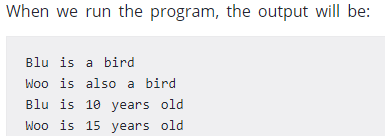 When we run the program, the output will be:
Blu is a bird
Woo is also a bird
Blu is 10 years old
Woo is 15 years old